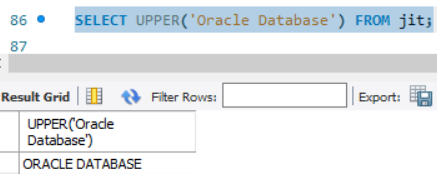 86 SELECT UPPER('Oracle Database') FROM jit;
87
Result Grid Filter Rows: Export:
UPPER('Oracle
Database')
ORACLE DATABASE